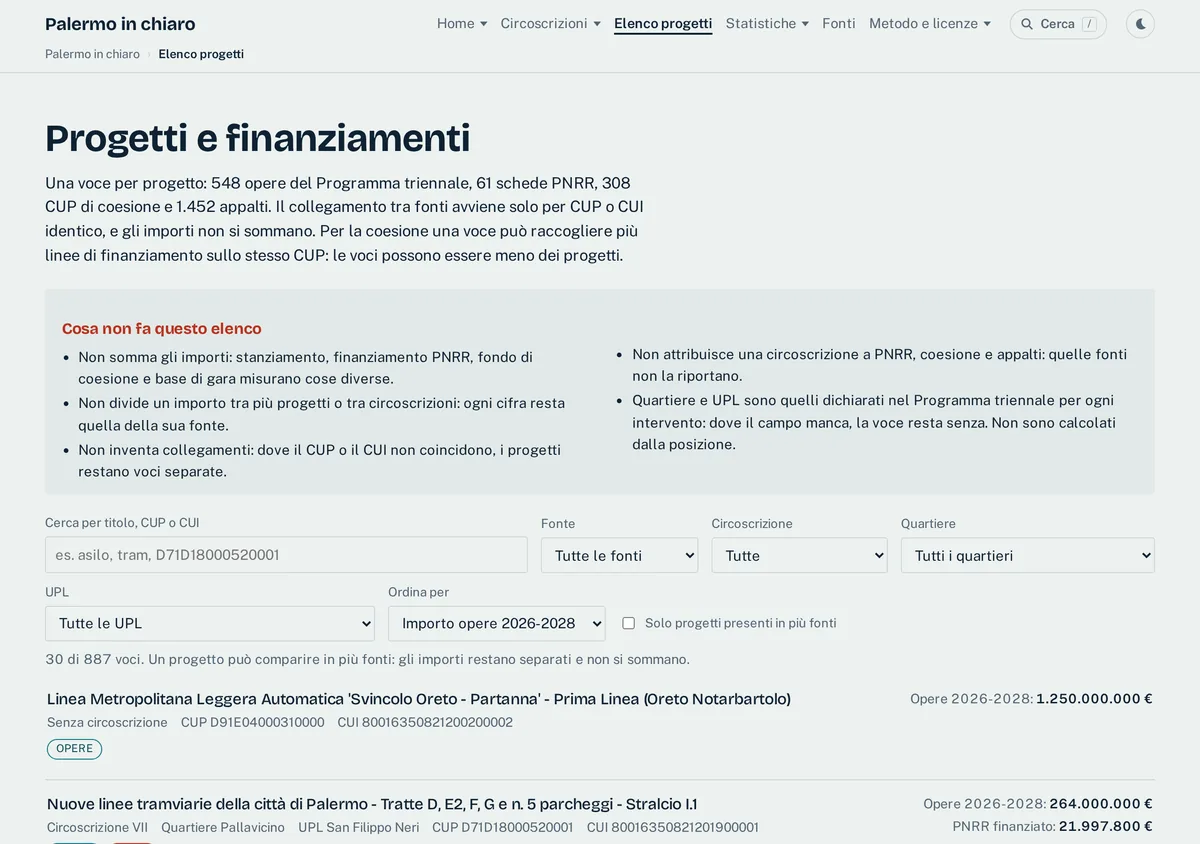 Palermo in chiaro
Home
Circoscrizioni
Elenco progetti
Statistiche
Fonti
Metodo e licenze
Cerca /
Palermo in chiaro › Elenco progetti
Progetti e finanziamenti
Una voce per progetto: 548 opere del Programma triennale, 61 schede PNRR, 308
CUP di coesione e 1.452 appalti. Il collegamento tra fonti avviene solo per CUP o CUI
identico, e gli importi non si sommano. Per la coesione una voce può raccogliere più
linee di finanziamento sullo stesso CUP: le voci possono essere meno dei progetti.
Cosa non fa questo elenco
• Non somma gli importi: stanziamento, finanziamento PNRR, fondo di
coesione e base di gara misurano cose diverse.
• Non divide un importo tra più progetti o tra circoscrizioni: ogni cifra resta
quella della sua fonte.
• Non inventa collegamenti: dove il CUP o il CUI non coincidono, i progetti
restano voci separate.
• Non attribuisce una circoscrizione a PNRR, coesione e appalti: quelle fonti
non la riportano.
• Quartiere e UPL sono quelli dichiarati nel Programma triennale per ogni
intervento: dove il campo manca, la voce resta senza. Non sono calcolati
dalla posizione.
Cerca per titolo, CUP o CUI
es. asilo, tram, D71D18000520001
Fonte
Tutte le fonti
Circoscrizione
Tutte
Quartiere
Tutti i quartieri
UPL
Tutte le UPL
Ordina per
Importo opere 2026-2028
Solo progetti presenti in più fonti
30 di 887 voci. Un progetto può comparire in più fonti: gli importi restano separati e non si sommano.
Linea Metropolitana Leggera Automatica 'Svincolo Oreto - Partanna' - Prima Linea (Oreto Notarbartolo)
Opere 2026-2028: 1.250.000.000 €
Senza circoscrizione CUP D91E04000310000 CUI 80016350821200200002
OPERE
Nuove linee tramviarie della città di Palermo - Tratte D, E2, F, G e n. 5 parcheggi - Stralcio I.1
Opere 2026-2028: 264.000.000 €
Circoscrizione VII Quartiere Pallavicino UPL San Filippo Neri CUP D71D18000520001 CUI 80016350821201900001
PNRR finanziato: 21.997.800 €